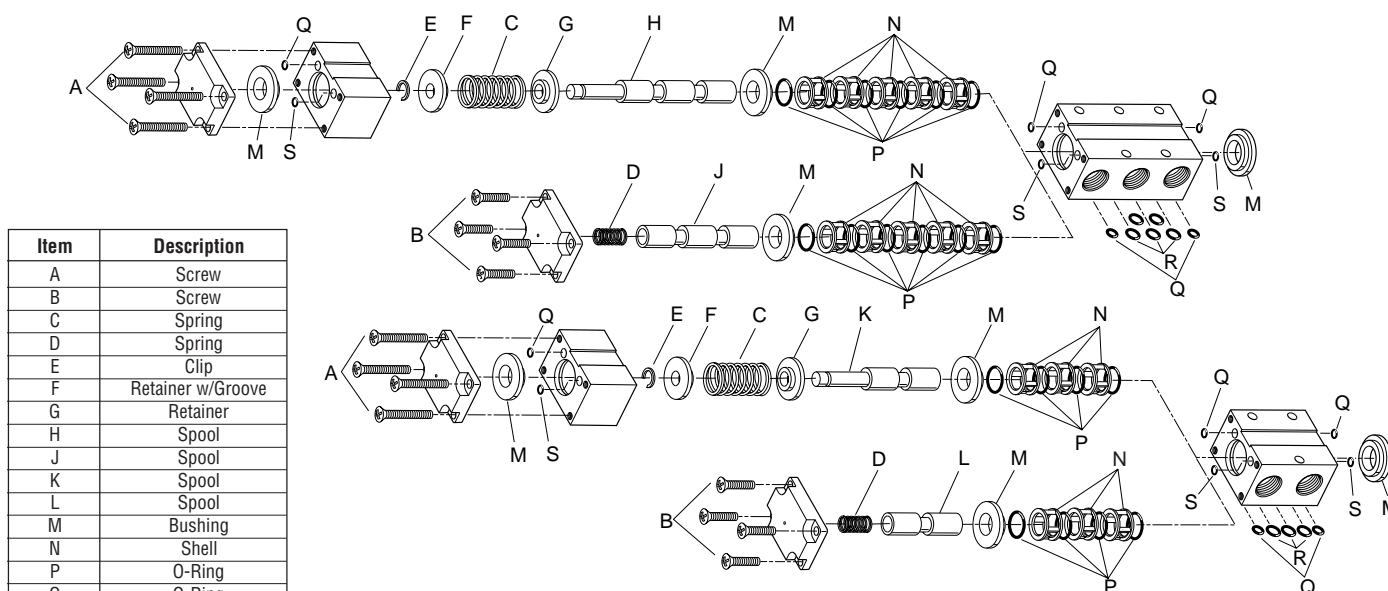 Q E F C G H M N
A
M S P
Q Q
S S M
R
Q
D J M N
B
P
Item Description
A Screw
B Screw
C Spring
D Spring
E Clip
F Retainer w/Groove
G Retainer
H Spool
J Spool
K Spool
L Spool
M Bushing
N Shell
P O-Ring
Q E F C G K M N
A
M S P
Q Q
S S M
R
Q
D L M N
B
P